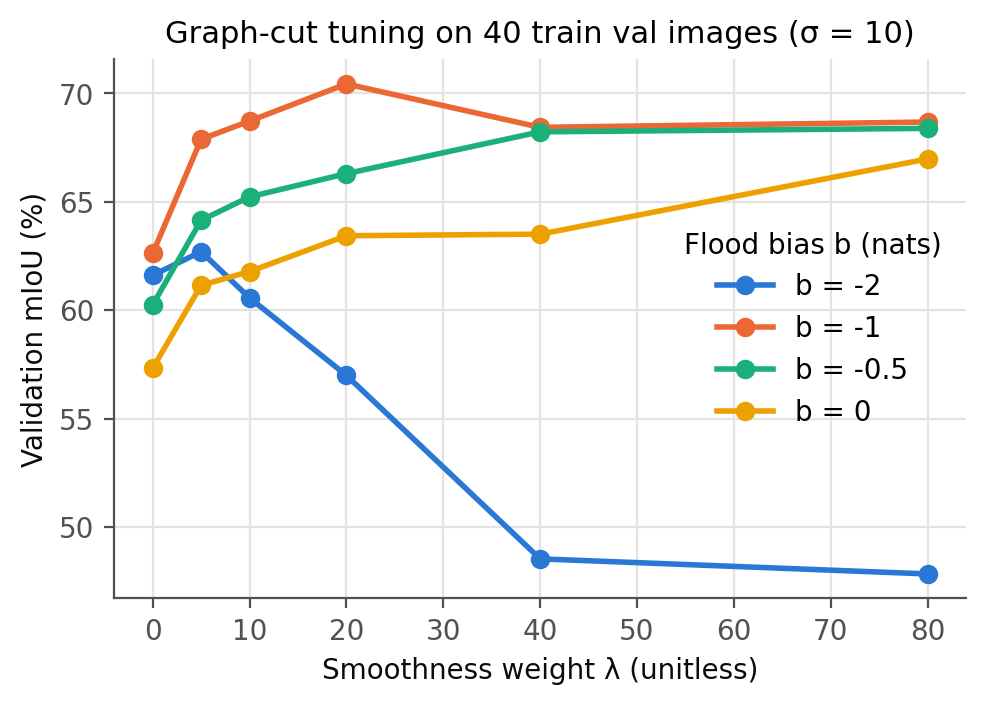 Graph-cut tuning on 40 train val images (σ = 10)
Validation mIoU (%)
70
65
60
55
50
Flood bias b (nats)
b = -2
b = -1
b = -0.5
b = 0
0 10 20 30 40 50 60 70 80
Smoothness weight λ (unitless)